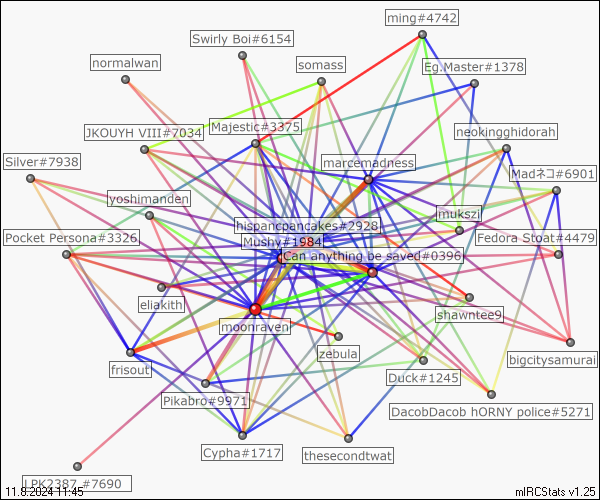 ming#4742
Swirly Boi#6154
normalwan
somass
Eg.Master#1378
JKOUYH VIII#7034
Majestic#3375
neokingghidorah
Silver#7938
marcemadness
Madネコ#6901
yoshimanden
mukszi
hispancpandcakes#2928
Pocket Persona#3326
Mushy#1984
Fedora Stoat#4479
Can anything be saved#0396
eliakith
shawntee9
moonraven
zebula
bigcitysamurai
frisout
Duck#1245
Pikabro#9971
DacobDacob hORNY police#5271
Cypha#1717
thesecondtwat
LPK2387_#7690
11.8.2024 11:45
mIRCStats v1.25